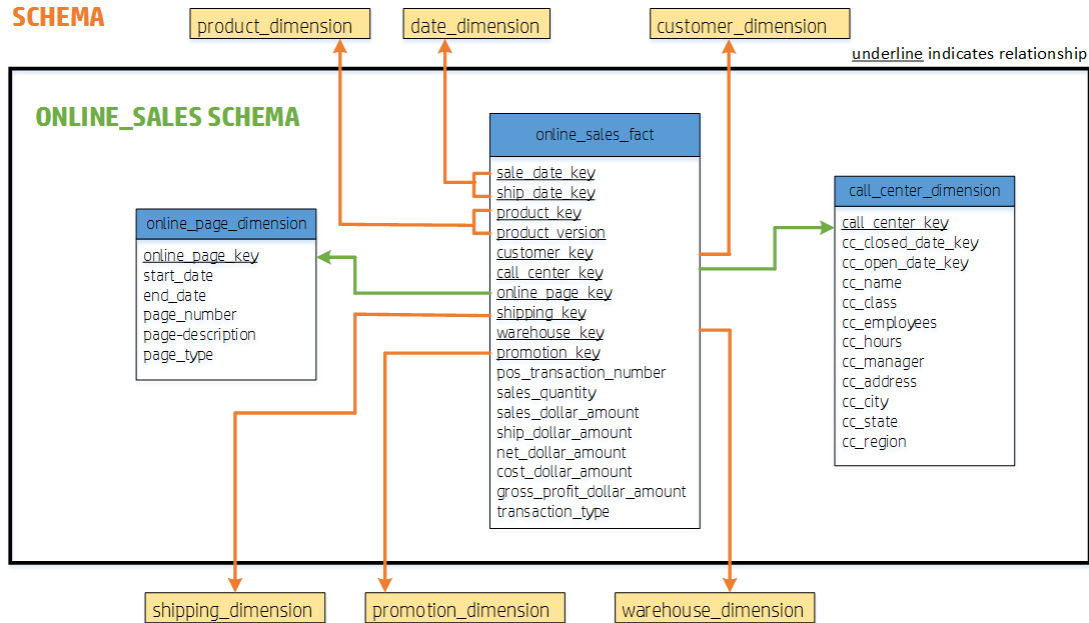 SCHEMA
product_dimension
date_dimension
customer_dimension
underline indicates relationship
ONLINE_SALES SCHEMA
online_sales_fact
sale_date_key
ship_date_key
product_key
product_version
customer_key
call_center_key
online_page_key
shipping_key
warehouse_key
promotion_key
pos_transaction_number
sales_quantity
sales_dollar_amount
ship_dollar_amount
net_dollar_amount
cost_dollar_amount
gross_profit_dollar_amount
transaction_type
online_page_dimension
online_page_key
start_date
end_date
page_number
page-description
page_type
call_center_dimension
call_center_key
cc_closed_date_key
cc_open_date_key
cc_name
cc_class
cc_employees
cc_hours
cc_manager
cc_address
cc_city
cc_state
cc_region
shipping_dimension
promotion_dimension
warehouse_dimension